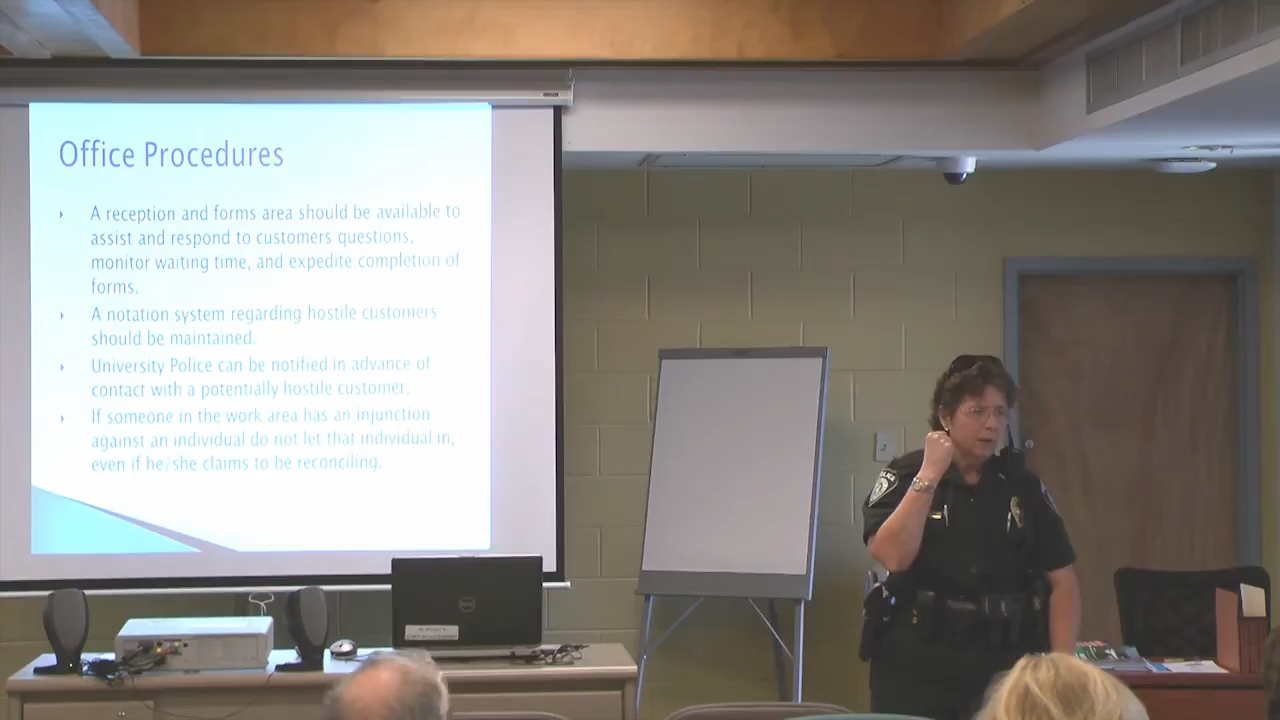 Office Procedures
A reception and forms area should be available to
assist and respond to customers questions,
monitor waiting time, and expedite completion of
forms.
A notation system regarding hostile customers
should be maintained.
University Police can be notified in advance of
contact with a potentially hostile customer.
If someone in the work area has an injunction
against an individual do not let that individual in,
even if he/she claims to be reconciling.
DELL
POLICE